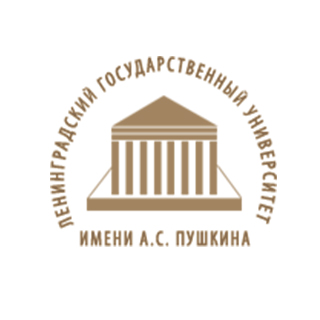 ЛЕНИНГРАДСКИЙ ГОСУДАРСТВЕННЫЙ УНИВЕРСИТЕТ
ИМЕНИ А.С. ПУШКИНА